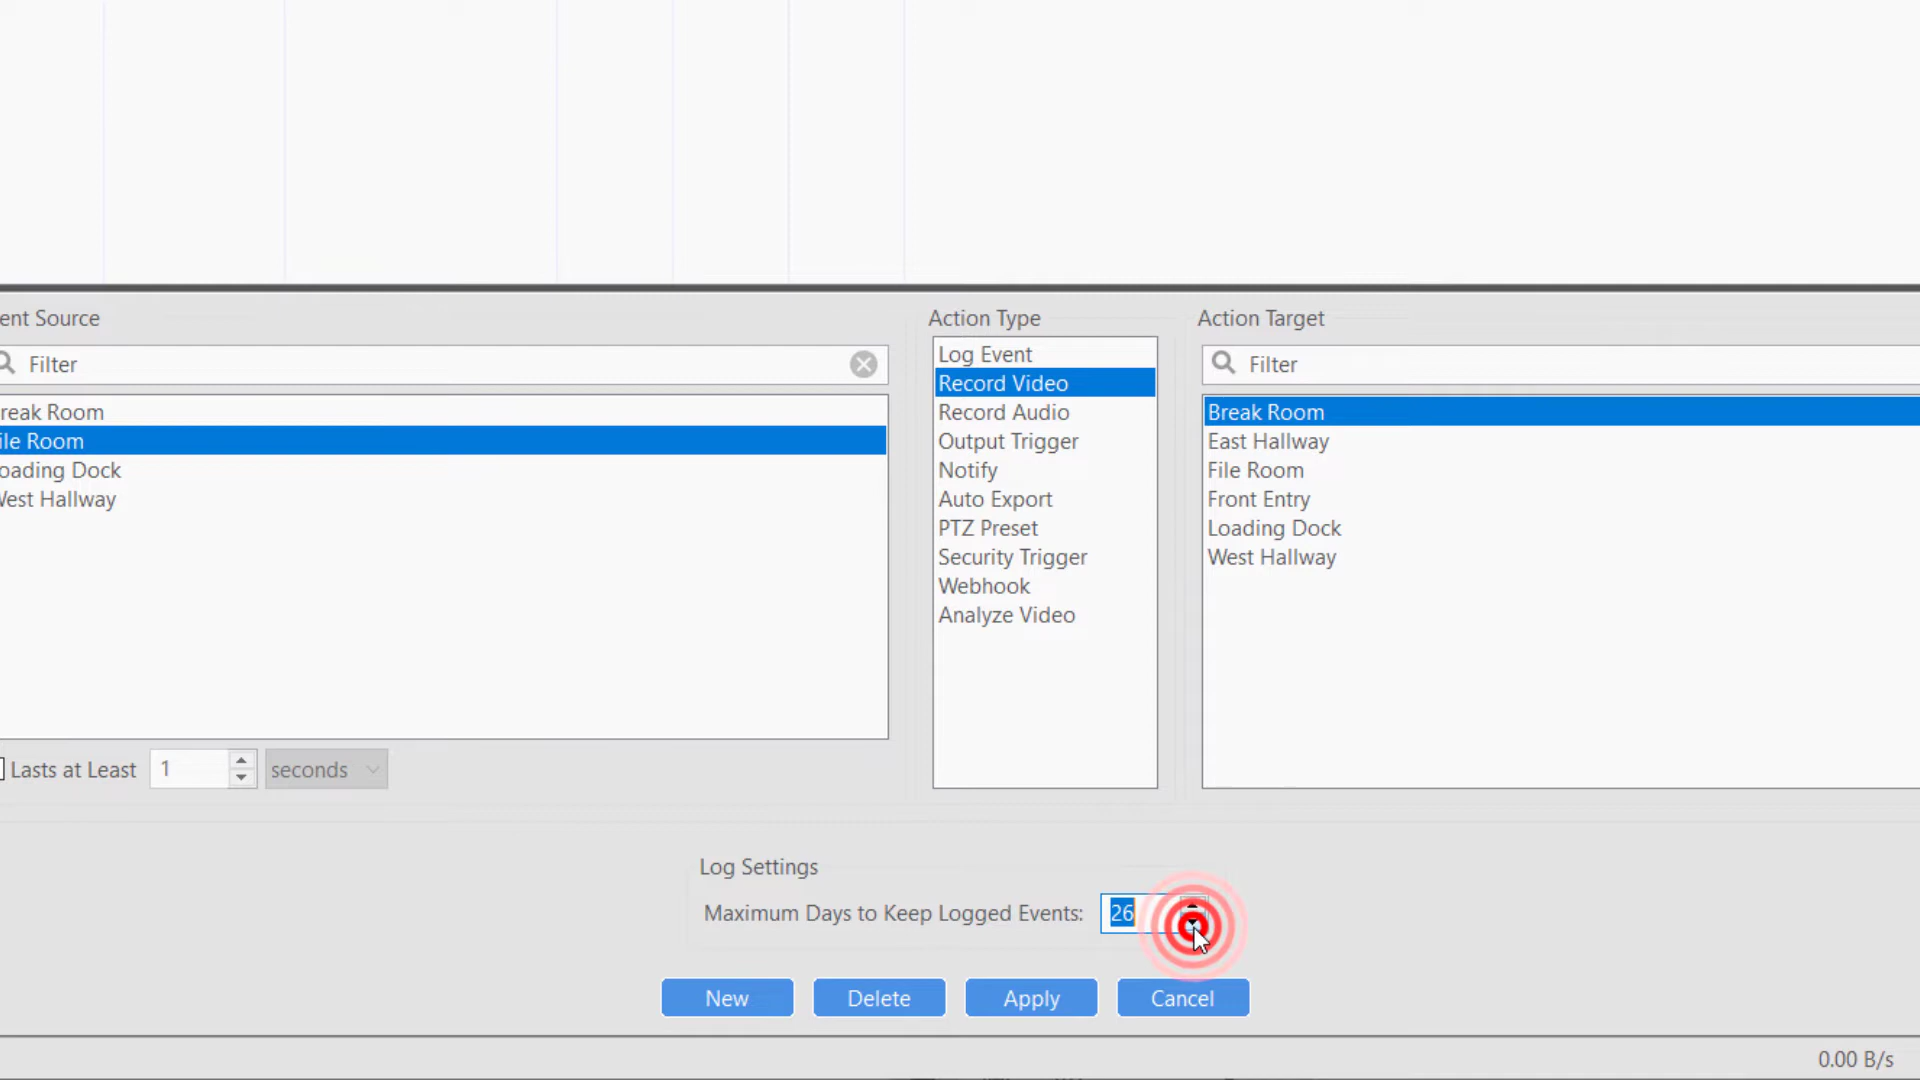 ent Source
Filter
reak Room
ile Room
oading Dock
Vest Hallway
Lasts at Least 1 seconds
Action Type
Log Event
Record Video
Record Audio
Output Trigger
Notify
Auto Export
PTZ Preset
Security Trigger
Webhook
Analyze Video
Action Target
Filter
Break Room
East Hallway
File Room
Front Entry
Loading Dock
West Hallway
Log Settings
Maximum Days to Keep Logged Events: 26
New Delete Apply Cancel
0.00 B/s